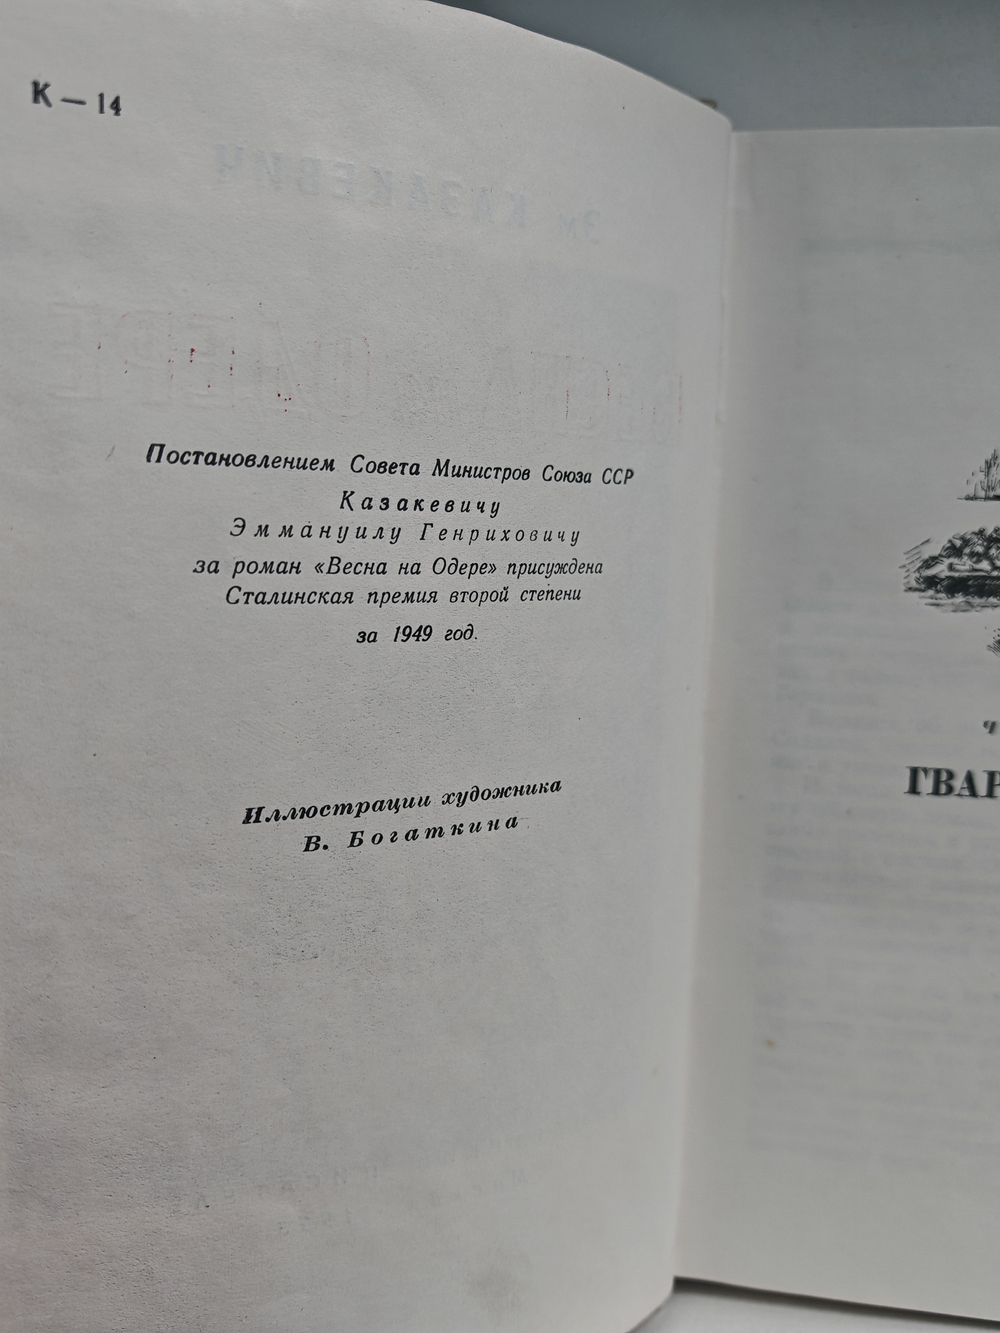 К — 14
Постановлением Совета Министров Союза ССР
Казакевичу
Эммануилу Генриховичу
за роман «Весна на Одере» присуждена
Сталинская премия второй степени
за 1949 год.
Иллюстрации художника
В. Богаткина
Ч
ГВАР